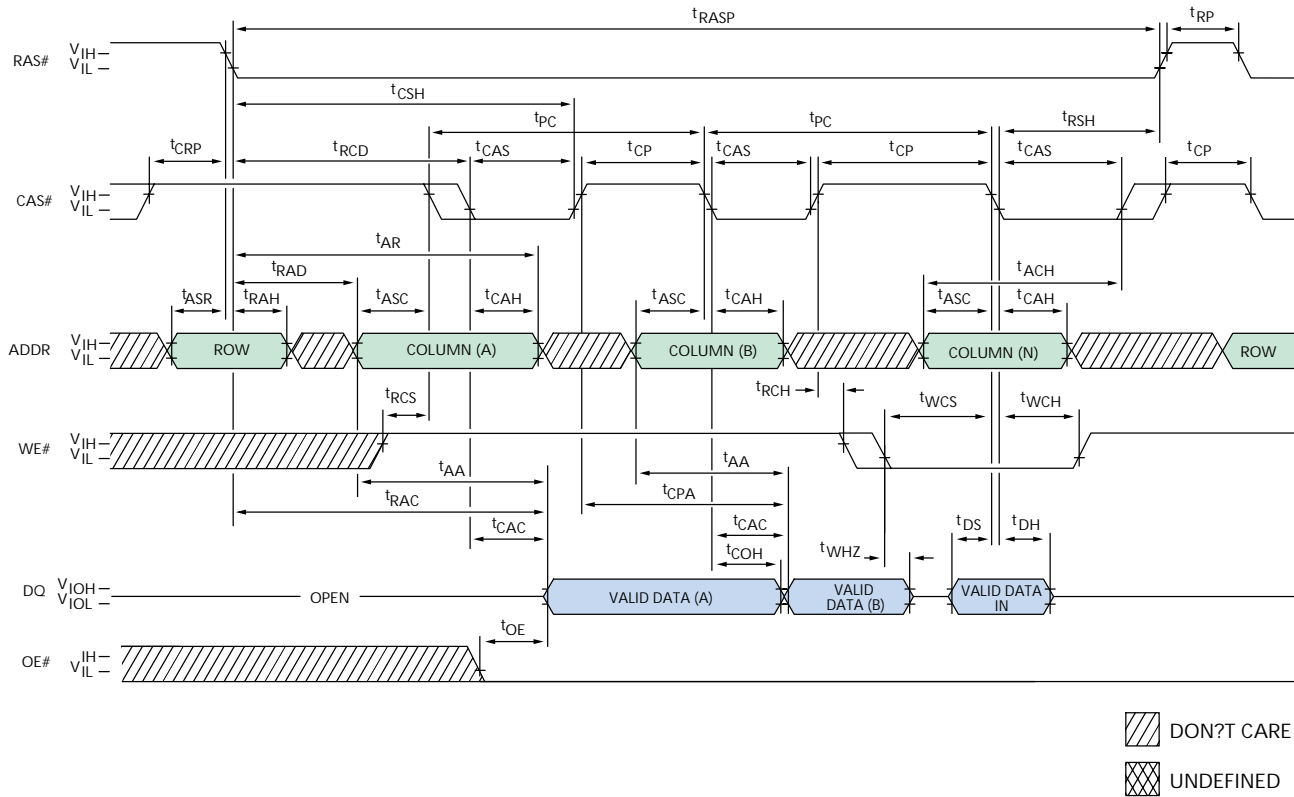 tRASP
tRP
RAS#
VIH
VIL
tCSH
tPC
tPC
tRSH
tCRP
tRCD
tCAS
tCP
tCAS
tCP
tCAS
tCP
CAS#
VIH
VIL
tAR
tRAD
tACH
tASR
tRAH
tASC
tCAH
tASC
tCAH
tASC
tCAH
ADDR
VIH
VIL
ROW
COLUMN (A)
COLUMN (B)
COLUMN (N)
ROW
tRCS
tRCH
tWCS
tWCH
WE#
VIH
VIL
tAA
tAA
tRAC
tCPA
tCAC
tCAC
tCOH
tWHZ
tDS
tDH
DQ
VIOH
VIOL
OPEN
VALID DATA (A)
VALID
DATA (B)
VALID DATA
IN
tOE
OE#
VIH
VIL
DON?T CARE
UNDEFINED